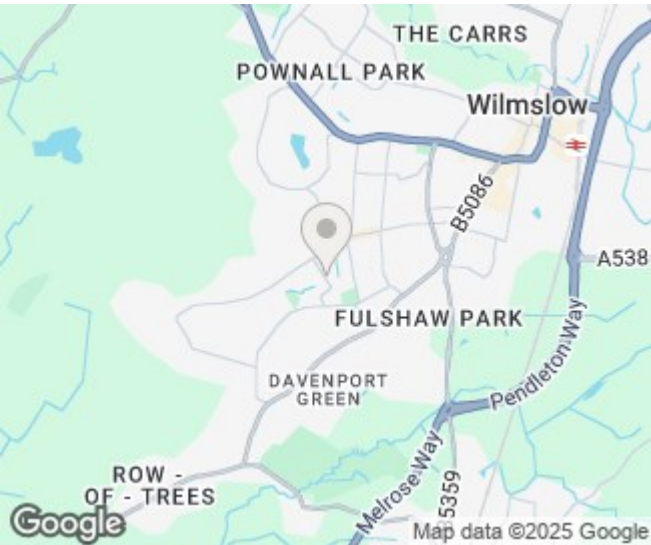 THE CARRS
POWNALL PARK
Wilmslow
B5086
A538
FULSHAW PARK
Pendleton Way
DAVENPORT
GREEN
ROW -
OF - TREES
Melrose Way
5359
Google
Map data ©2025 Google